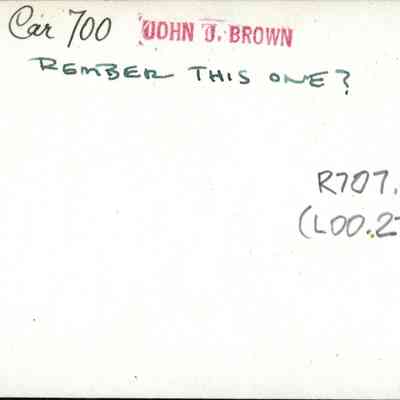 Car 700 JOHN J. BROWN
REMBER THIS ONE?
R707.
(L00.2